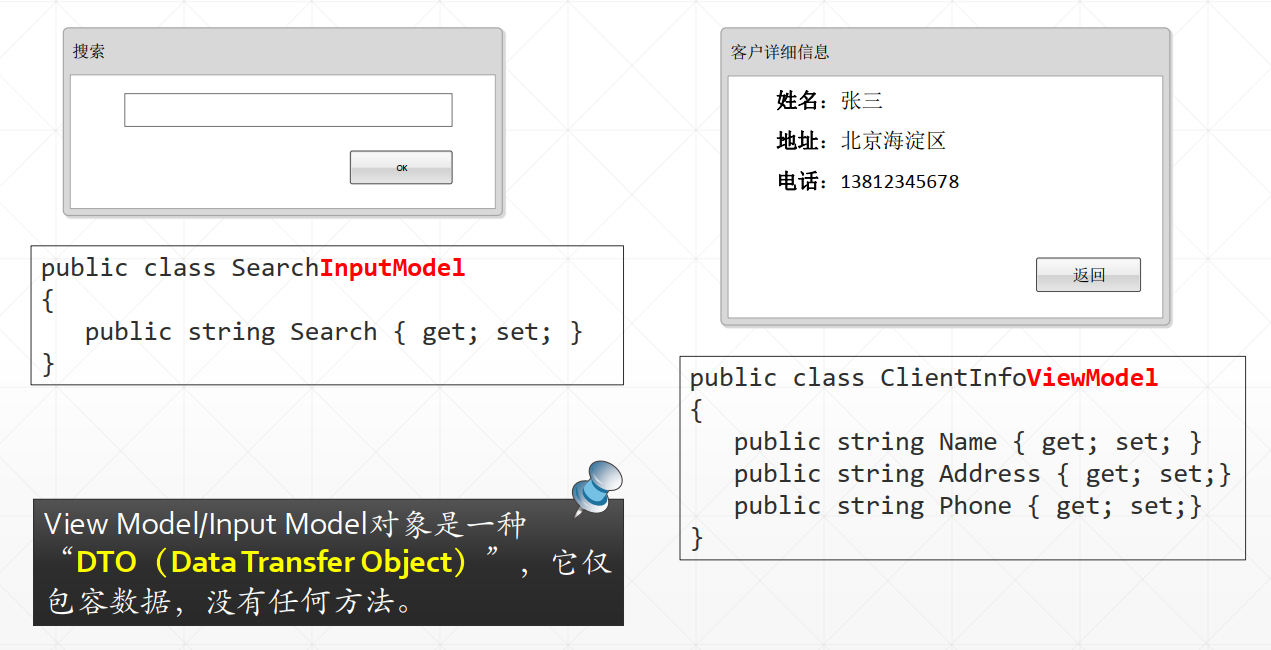 搜索
OK
public class SearchInputModel
{
public string Search { get; set; }
}
View Model/Input Model对象是一种
“DTO（Data Transfer Object）”，它仅
包容数据，没有任何方法。
客户详细信息
姓名：张三
地址：北京海淀区
电话：13812345678
返回
public class ClientInfoViewModel
{
public string Name { get; set; }
public string Address { get; set;}
public string Phone { get; set;}
}